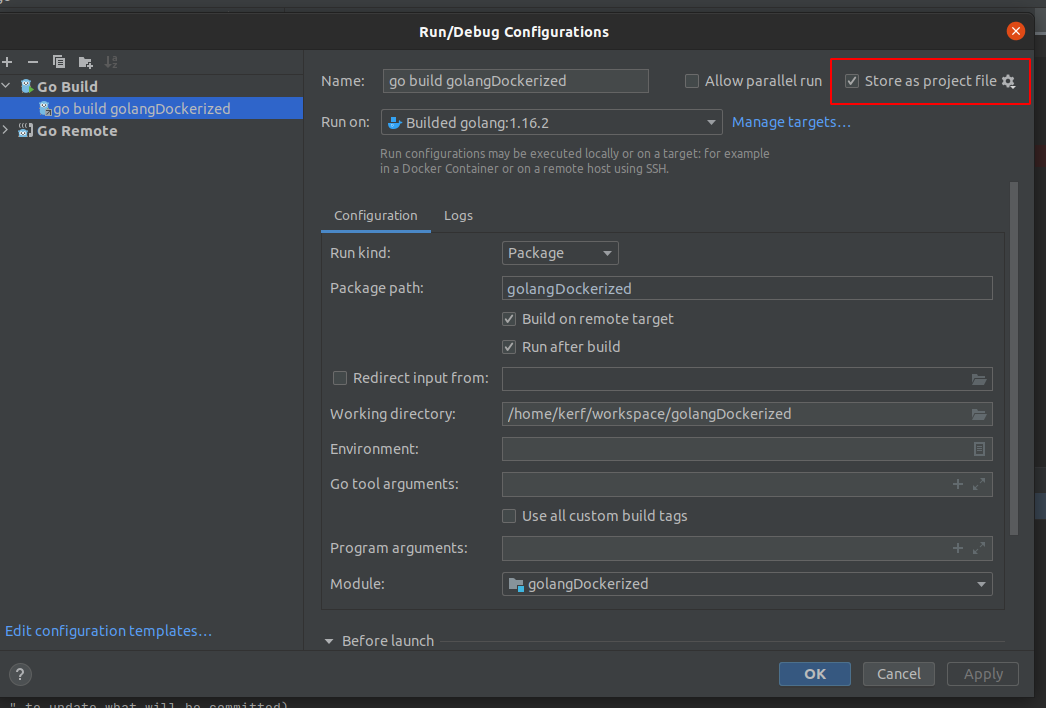 Run/Debug Configurations
Go Build
go build golangDockerized
Go Remote
Edit configuration templates...
Name: go build golangDockerized Allow parallel run Store as project file
Run on: Builded golang:1.16.2 Manage targets...
Run configurations may be executed locally or on a target: for example
in a Docker Container or on a remote host using SSH.
Configuration Logs
Run kind: Package
Package path: golangDockerized
Build on remote target
Run after build
Redirect input from:
Working directory: /home/kerf/workspace/golangDockerized
Environment:
Go tool arguments:
Use all custom build tags
Program arguments:
Module: golangDockerized
Before launch
? OK Cancel Apply
" to update what will be committed)